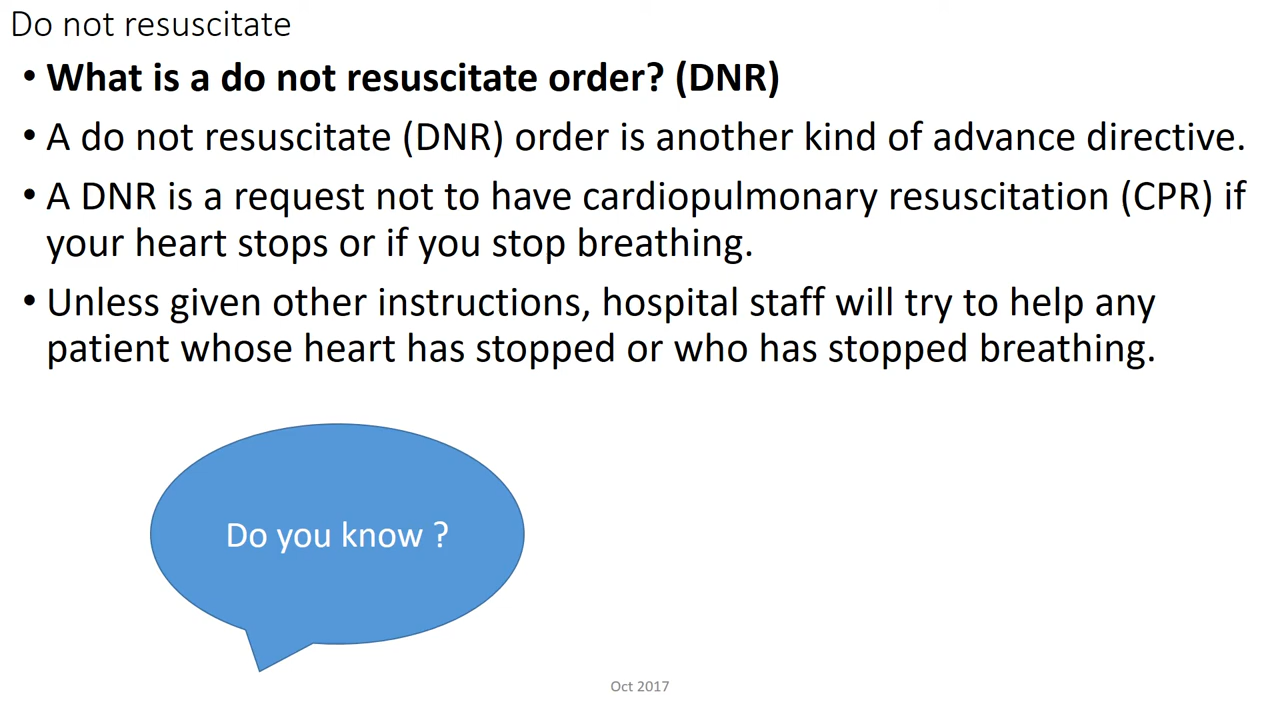 Do not resuscitate
• What is a do not resuscitate order? (DNR)
• A do not resuscitate (DNR) order is another kind of advance directive.
• A DNR is a request not to have cardiopulmonary resuscitation (CPR) if
your heart stops or if you stop breathing.
• Unless given other instructions, hospital staff will try to help any
patient whose heart has stopped or who has stopped breathing.
Do you know ?
Oct 2017